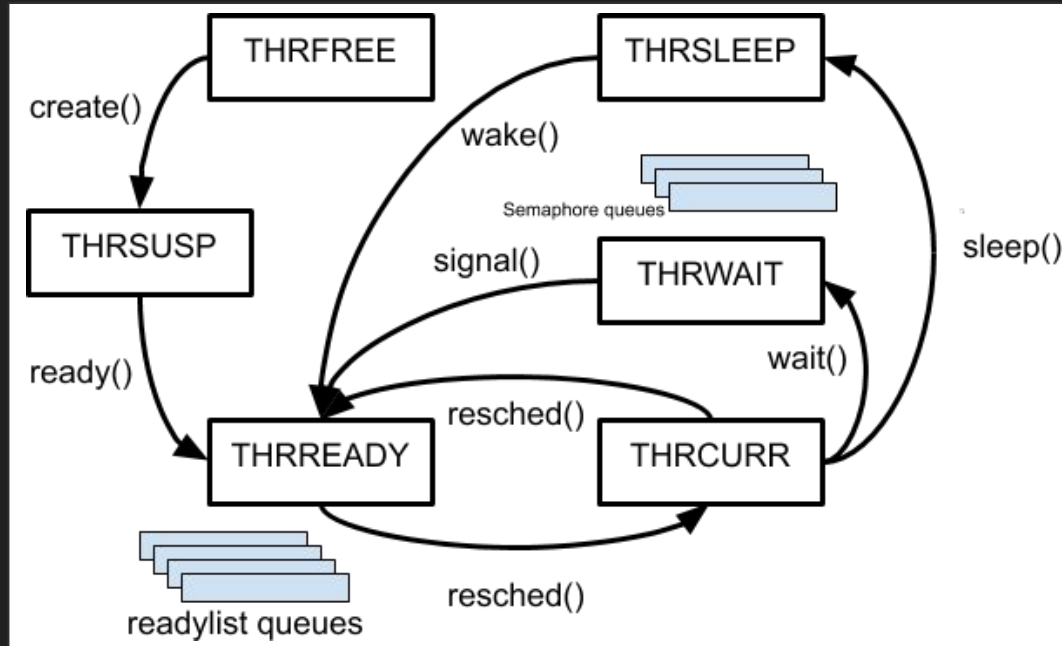 THRFREE
THRSLEEP
create()
wake()
Semaphore queues
THRSUSP
signal()
THRWAIT
sleep()
ready()
wait()
resched()
THRREADY
THRCURR
resched()
readylist queues